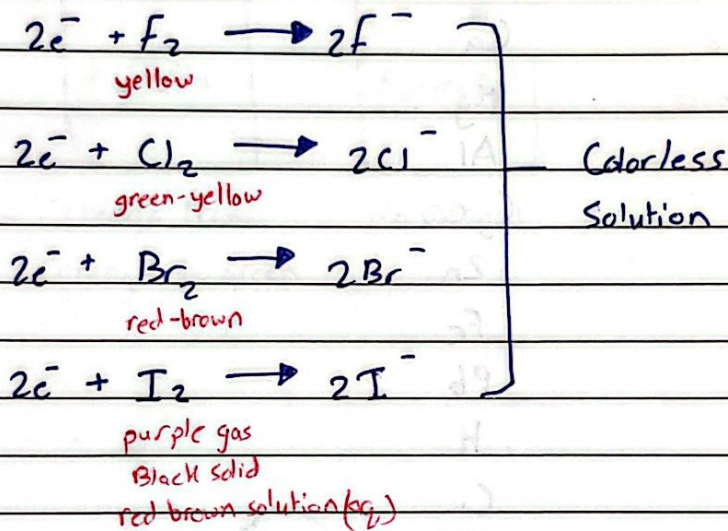 2e⁻ + F₂ ⟶ 2F⁻
yellow
2e⁻ + Cl₂ ⟶ 2Cl⁻
Colorless
green-yellow
Solution
2e⁻ + Br₂ ⟶ 2Br⁻
red-brown
2e⁻ + I₂ ⟶ 2I⁻
purple gas
Black solid
red brown solution (aq)